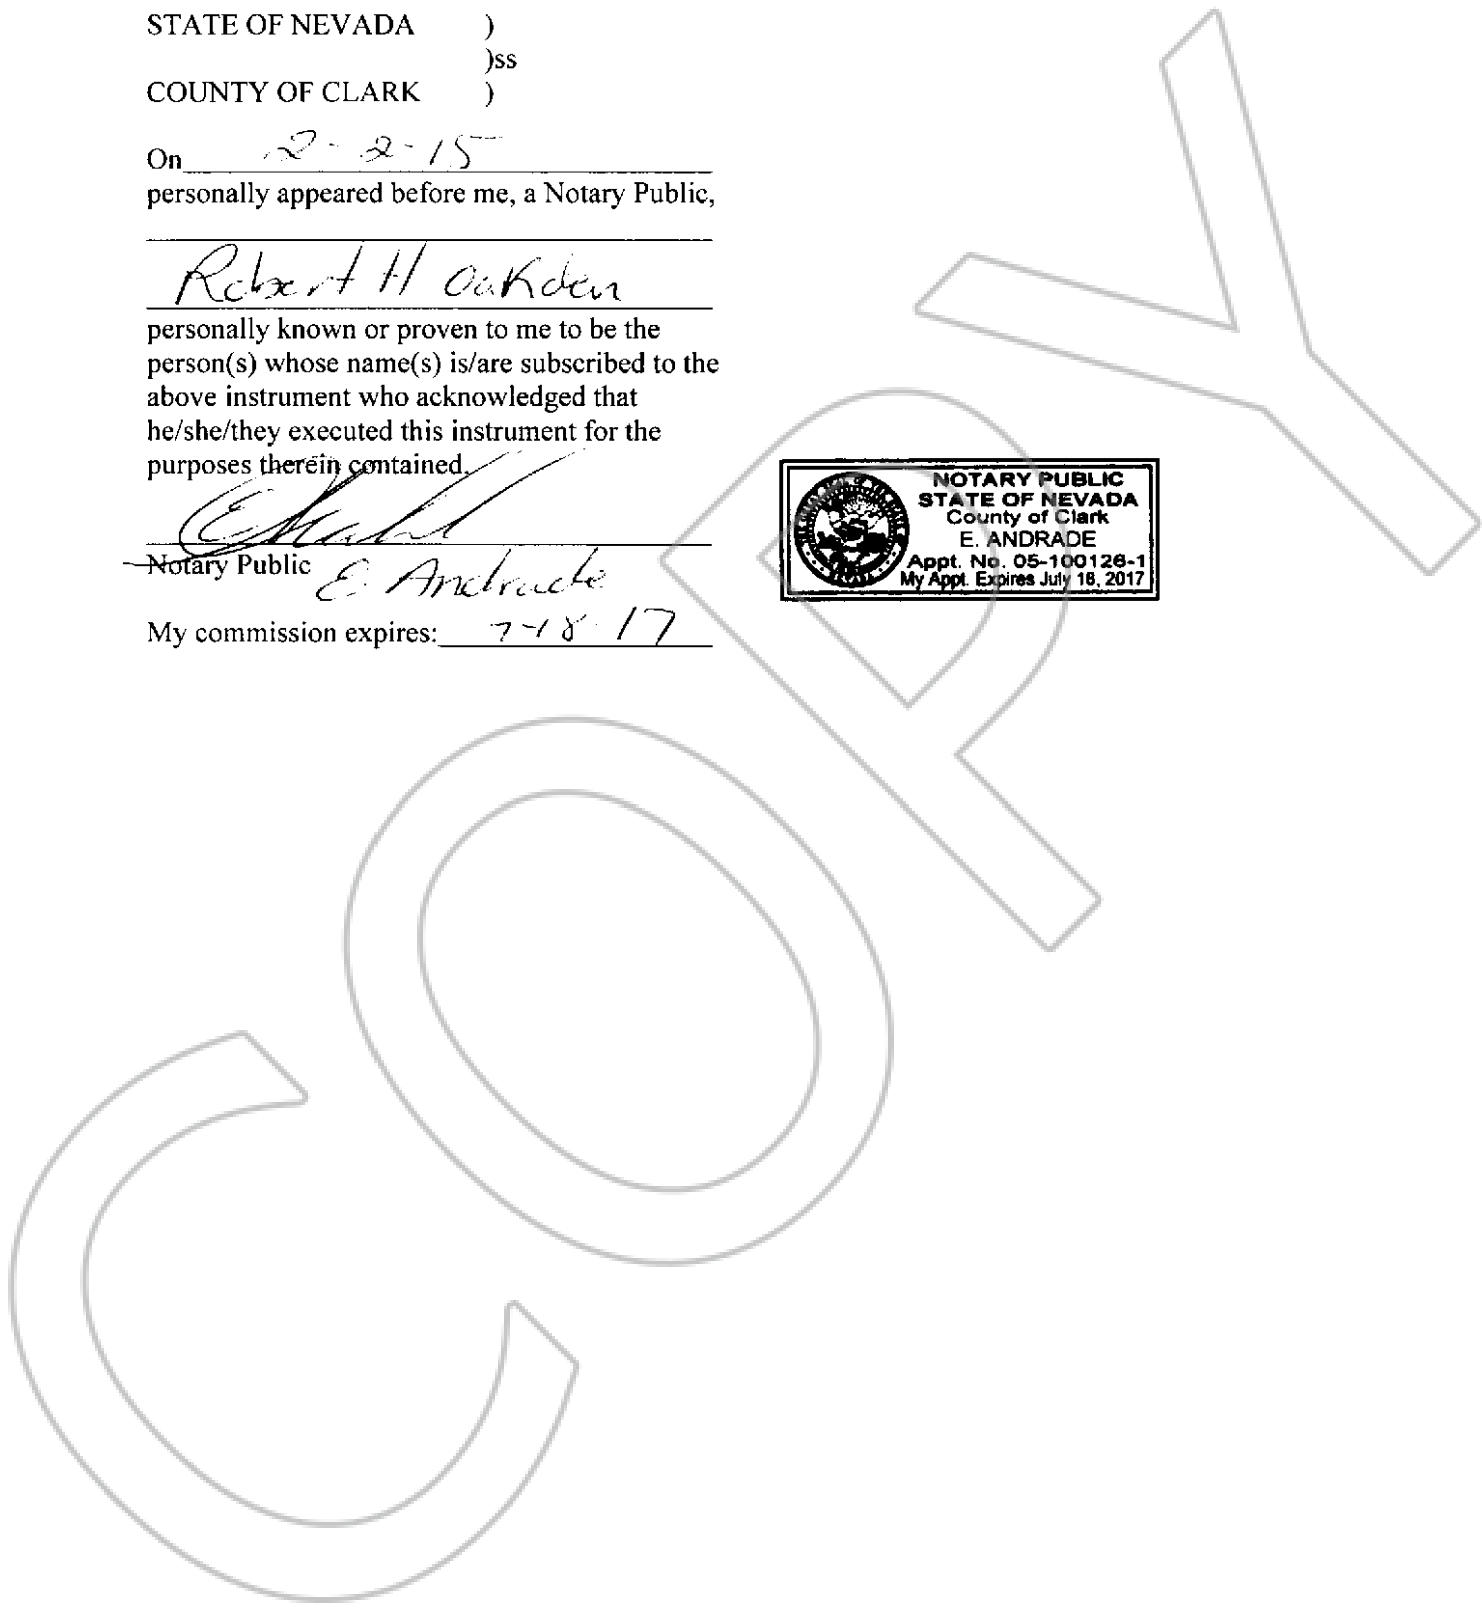 STATE OF NEVADA )
)ss
COUNTY OF CLARK )
On 2-2-15
personally appeared before me, a Notary Public,
Robert H Oakden
personally known or proven to me to be the
person(s) whose name(s) is/are subscribed to the
above instrument who acknowledged that
he/she/they executed this instrument for the
purposes therein contained.
Notary Public E Andrade
My commission expires: 7-18-17
NOTARY PUBLIC
STATE OF NEVADA
County of Clark
E. ANDRADE
Appt. No. 05-100126-1
My Appt. Expires July 18, 2017
COPY